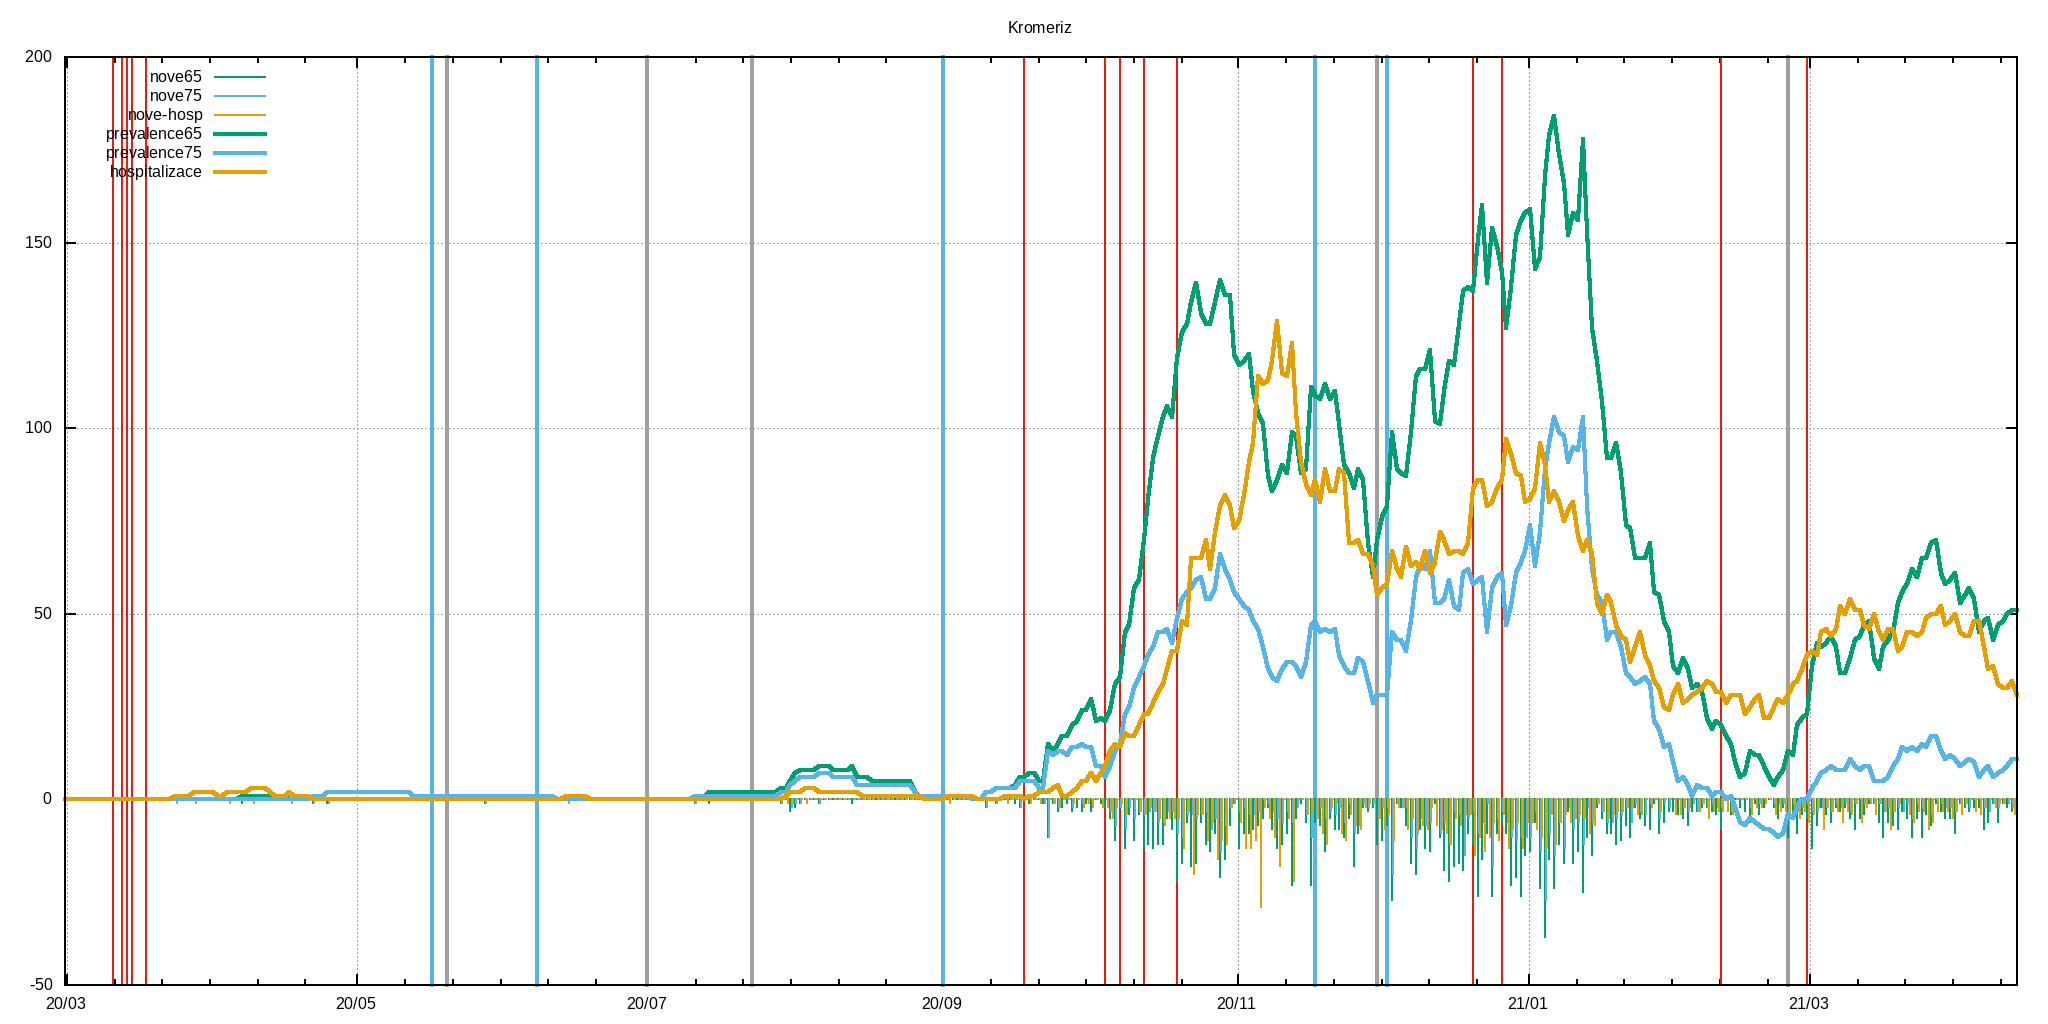 Kromeriz
200
150
100
50
0
-50
nove65
nove75
nove-hosp
prevalence65
prevalence75
hospitalizace
20/03 20/05 20/07 20/09 20/11 21/01 21/03